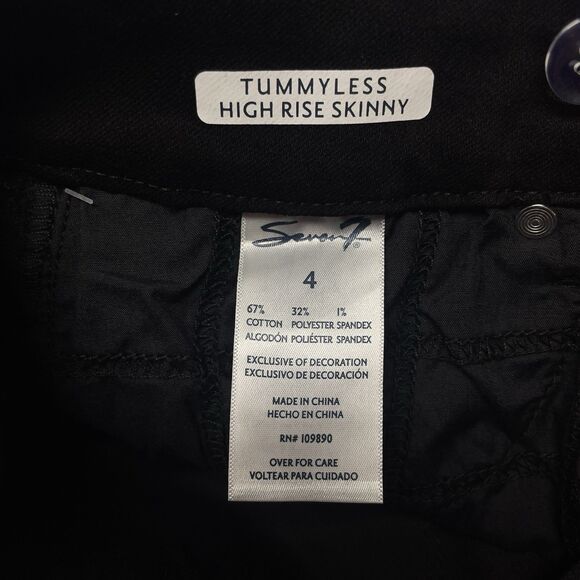 TUMMYLESS
HIGH RISE SKINNY
Seven7®
4
67% 32% 1%
COTTON POLYESTER SPANDEX
ALGODÓN POLIÉSTER SPANDEX
EXCLUSIVE OF DECORATION
EXCLUSIVO DE DECORACIÓN
MADE IN CHINA
HECHO EN CHINA
RN# 109890
OVER FOR CARE
VOLTEAR PARA CUIDADO